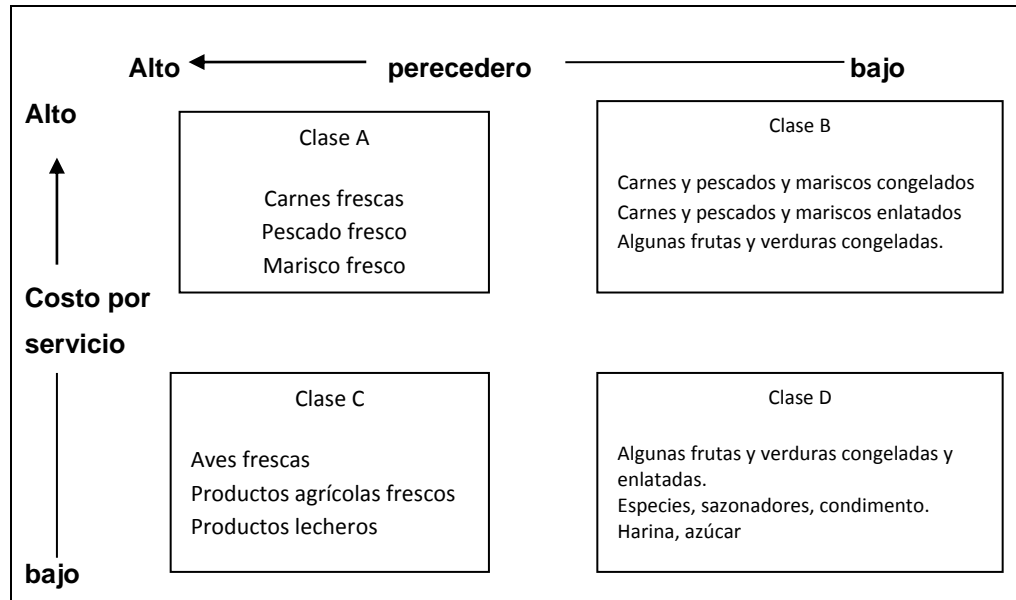 Alto perecedero bajo
Alto
Clase A
Carnes frescas
Pescado fresco
Marisco fresco
Clase B
Carnes y pescados y mariscos congelados
Carnes y pescados y mariscos enlatados
Algunas frutas y verduras congeladas.
Costo por
servicio
Clase C
Aves frescas
Productos agrícolas frescos
Productos lecheros
Clase D
Algunas frutas y verduras congeladas y
enlatadas.
Especies, sazonadores, condimento.
Harina, azúcar
bajo